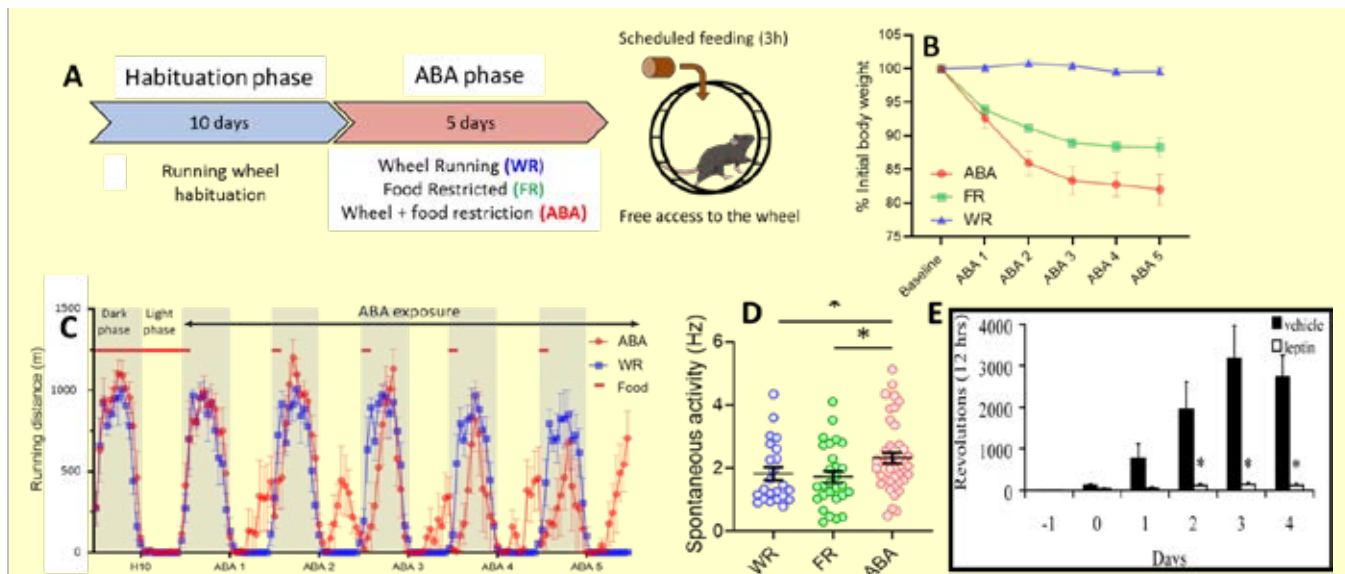 A
Habituation phase
ABA phase
10 days
5 days
Running wheel
habituation
Wheel Running (WR)
Food Restricted (FR)
Wheel + food restriction (ABA)
Scheduled feeding (3h)
Free access to the wheel
B
% Initial body weight
105
100
95
90
85
80
75
ABA
FR
WR
Baseline
ABA 1
ABA 2
ABA 3
ABA 4
ABA 5
C
Running distance (m)
1500
1000
500
0
Dark
phase
Light
phase
ABA exposure
ABA
WR
Food
H10
ABA 1
ABA 2
ABA 3
ABA 4
ABA 5
D
Spontaneous activity (Hz)
6
4
2
0
*
*
WR
FR
ABA
E
Revolutions (12 hrs)
4000
3000
2000
1000
0
vehicle
leptin
*
*
*
-1
0
1
2
3
4
Days